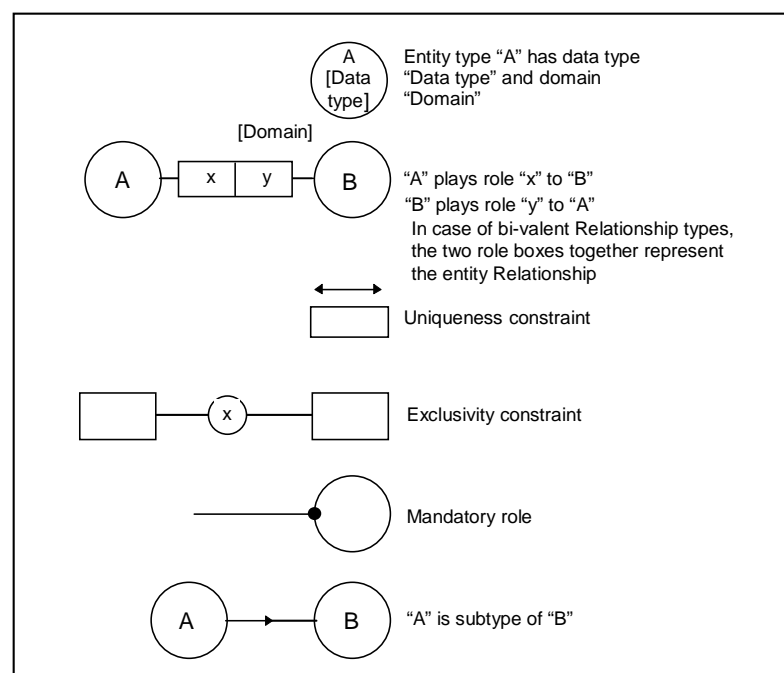 A
[Data
type]
Entity type “A” has data type
“Data type” and domain
“Domain”
[Domain]
A
x
y
B
“A” plays role “x” to “B”
“B” plays role “y” to “A”
In case of bi-valent Relationship types,
the two role boxes together represent
the entity Relationship
Uniqueness constraint
x
Exclusivity constraint
Mandatory role
A
B
“A” is subtype of “B”